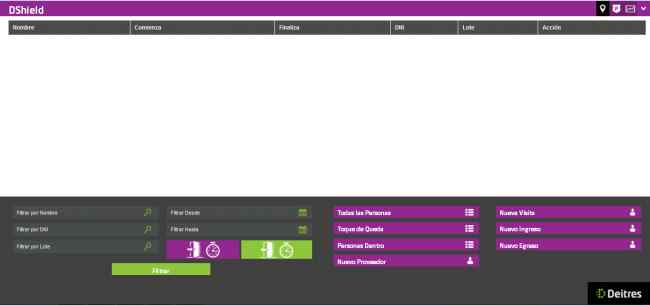 DShield
Nombre Comienza Finaliza DNI Lote Acción
Filtrar por Nombre Filtrar Desde Todas las Personas Nueva Visita
Filtrar por DNI Filtrar Hasta Toque de Queda Nuevo Ingreso
Filtrar por Lote Personas Dentro Nuevo Egreso
Nuevo Proveedor
Filtrar
Deitres